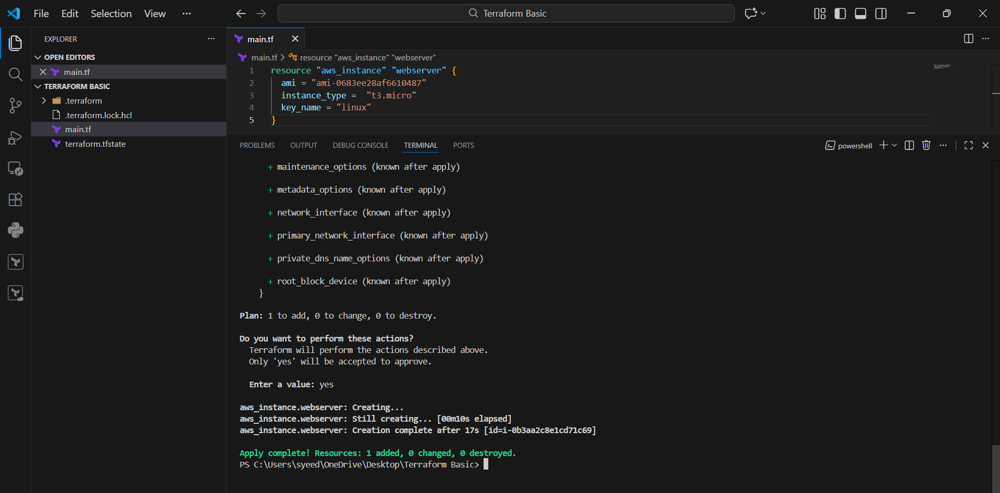 File Edit Selection View
Terraform Basic
EXPLORER
OPEN EDITORS
main.tf
TERRAFORM BASIC
.terraform
.terraform.lock.hcl
main.tf
terraform.tfstate
main.tf
main.tf > resource "aws_instance" "webserver"
1 resource "aws_instance" "webserver" {
2 ami = "ami-0683ee28af6610487"
3 instance_type =  "t3.micro"
4 key_name = "linux"
5 }
PROBLEMS OUTPUT DEBUG CONSOLE TERMINAL PORTS
powershell
+ maintenance_options (known after apply)
+ metadata_options (known after apply)
+ network_interface (known after apply)
+ primary_network_interface (known after apply)
+ private_dns_name_options (known after apply)
+ root_block_device (known after apply)
}
Plan: 1 to add, 0 to change, 0 to destroy.
Do you want to perform these actions?
Terraform will perform the actions described above.
Only 'yes' will be accepted to approve.
Enter a value: yes
aws_instance.webserver: Creating...
aws_instance.webserver: Still creating... [00m10s elapsed]
aws_instance.webserver: Creation complete after 17s [id=i-0b3aa2c8e1cd71c69]
Apply complete! Resources: 1 added, 0 changed, 0 destroyed.
PS C:\Users\syeed\OneDrive\Desktop\Terraform Basic>